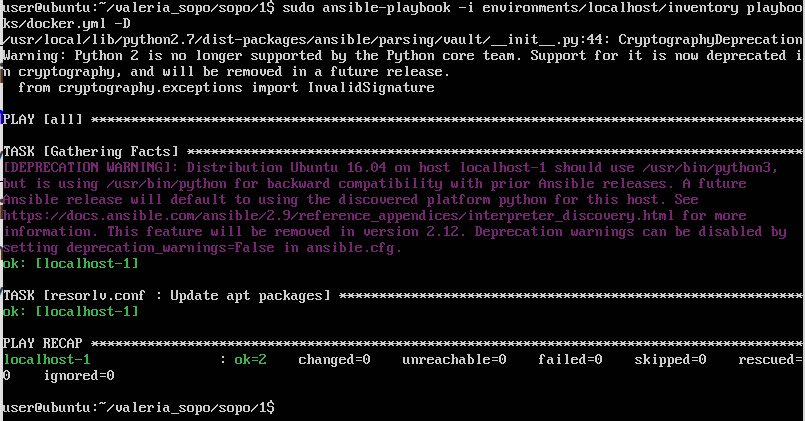 user@ubuntu:~/valeria_sopo/sopo/1$ sudo ansible-playbook -i environments/localhost/inventory playbo
oks/docker.yml -D
/usr/local/lib/python2.7/dist-packages/ansible/parsing/vault/__init__.py:44: CryptographyDeprecation
Warning: Python 2 is no longer supported by the Python core team. Support for it is now deprecated i
n cryptography, and will be removed in a future release.
  from cryptography.exceptions import InvalidSignature
PLAY [all] *****************************************************************************************
TASK [Gathering Facts] *****************************************************************************
[DEPRECATION WARNING]: Distribution Ubuntu 16.04 on host localhost-1 should use /usr/bin/python3,
but is using /usr/bin/python for backward compatibility with prior Ansible releases. A future
Ansible release will default to using the discovered platform python for this host. See
https://docs.ansible.com/ansible/2.9/reference_appendices/interpreter_discovery.html for more
information. This feature will be removed in version 2.12. Deprecation warnings can be disabled by
setting deprecation_warnings=False in ansible.cfg.
ok: [localhost-1]
TASK [resorlv.conf : Update apt packages] **********************************************************
ok: [localhost-1]
PLAY RECAP *****************************************************************************************
localhost-1                : ok=2    changed=0    unreachable=0    failed=0    skipped=0    rescued=
0    ignored=0
user@ubuntu:~/valeria_sopo/sopo/1$